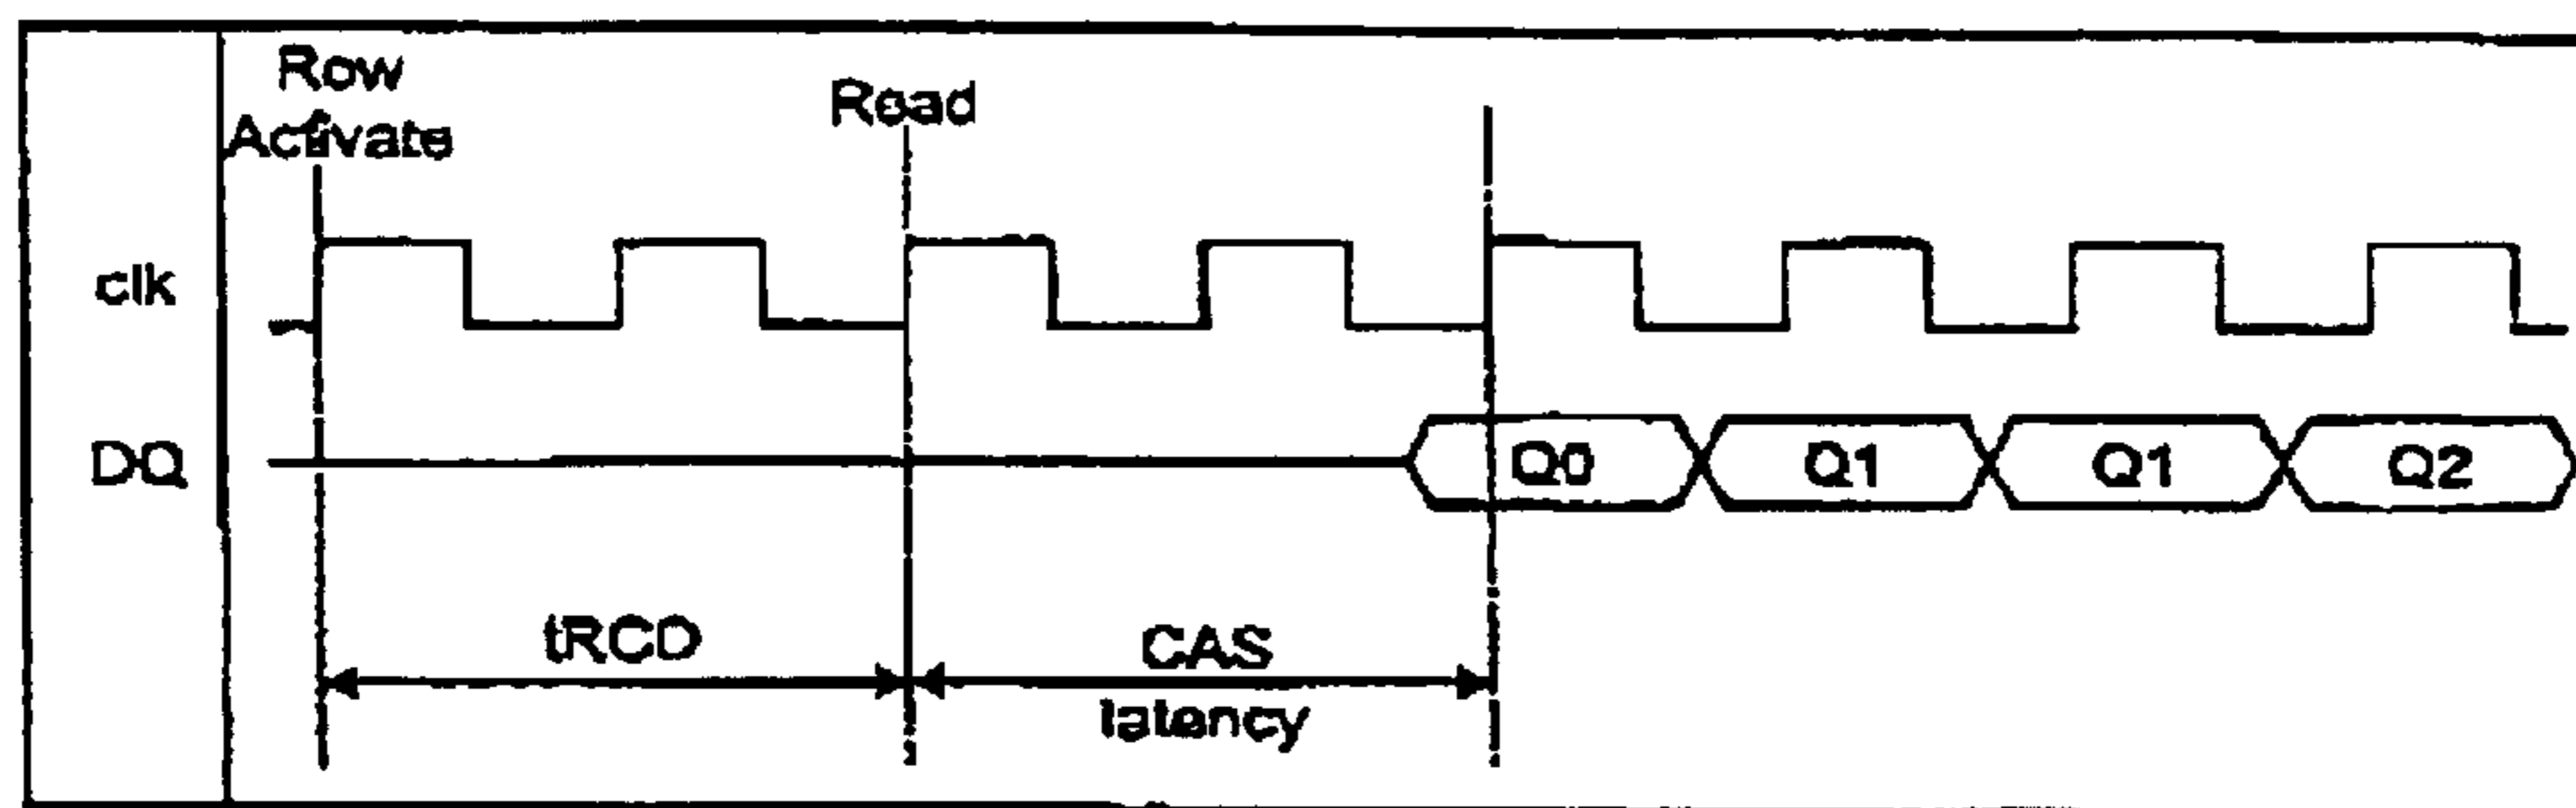 Row
Activate
Read
clk
DQ
Q0
Q1
Q1
Q2
tRCD
CAS
latency